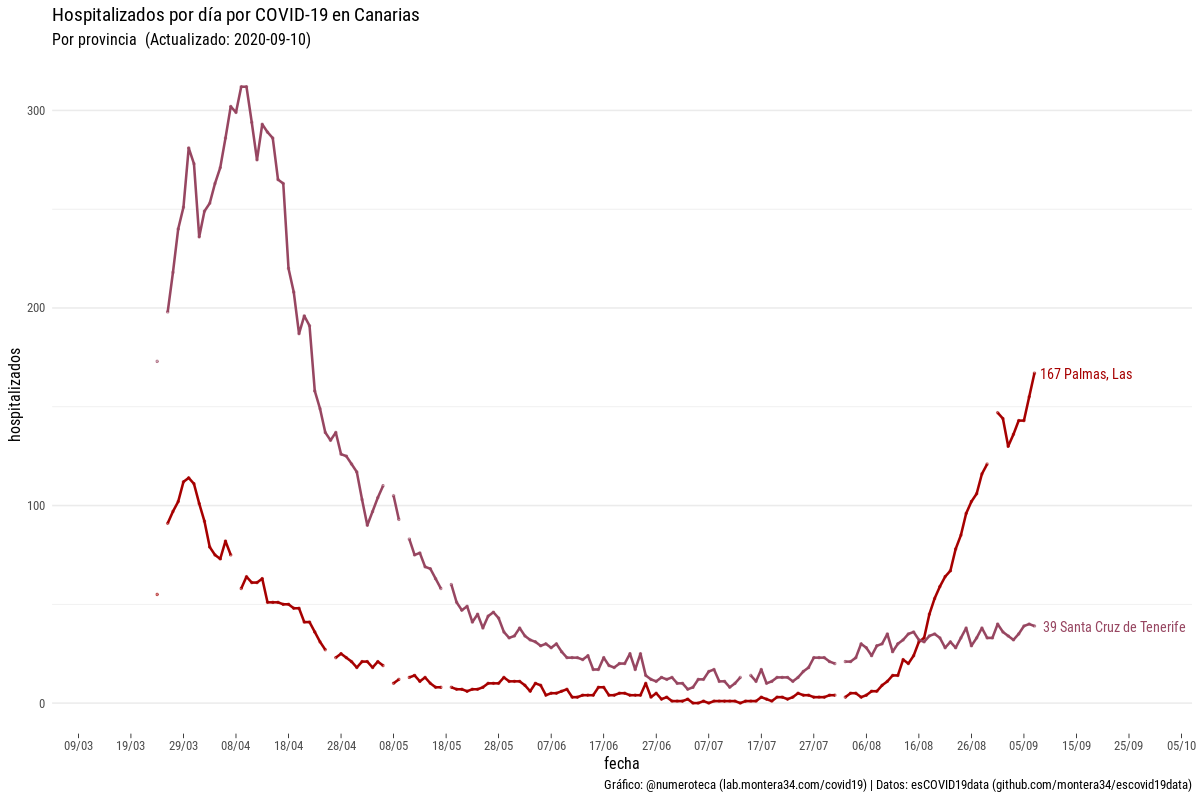 Hospitalizados por día por COVID-19 en Canarias
Por provincia (Actualizado: 2020-09-10)
hospitalizados
300
200
100
0
167 Palmas, Las
39 Santa Cruz de Tenerife
09/03 19/03 29/03 08/04 18/04 28/04 08/05 18/05 28/05 07/06 17/06 27/06 07/07 17/07 27/07 06/08 16/08 26/08 05/09 15/09 25/09 05/10
fecha
Gráfico: @numeroteca (lab.montera34.com/covid19) | Datos: esCOVID19data (github.com/montera34/escovid19data)